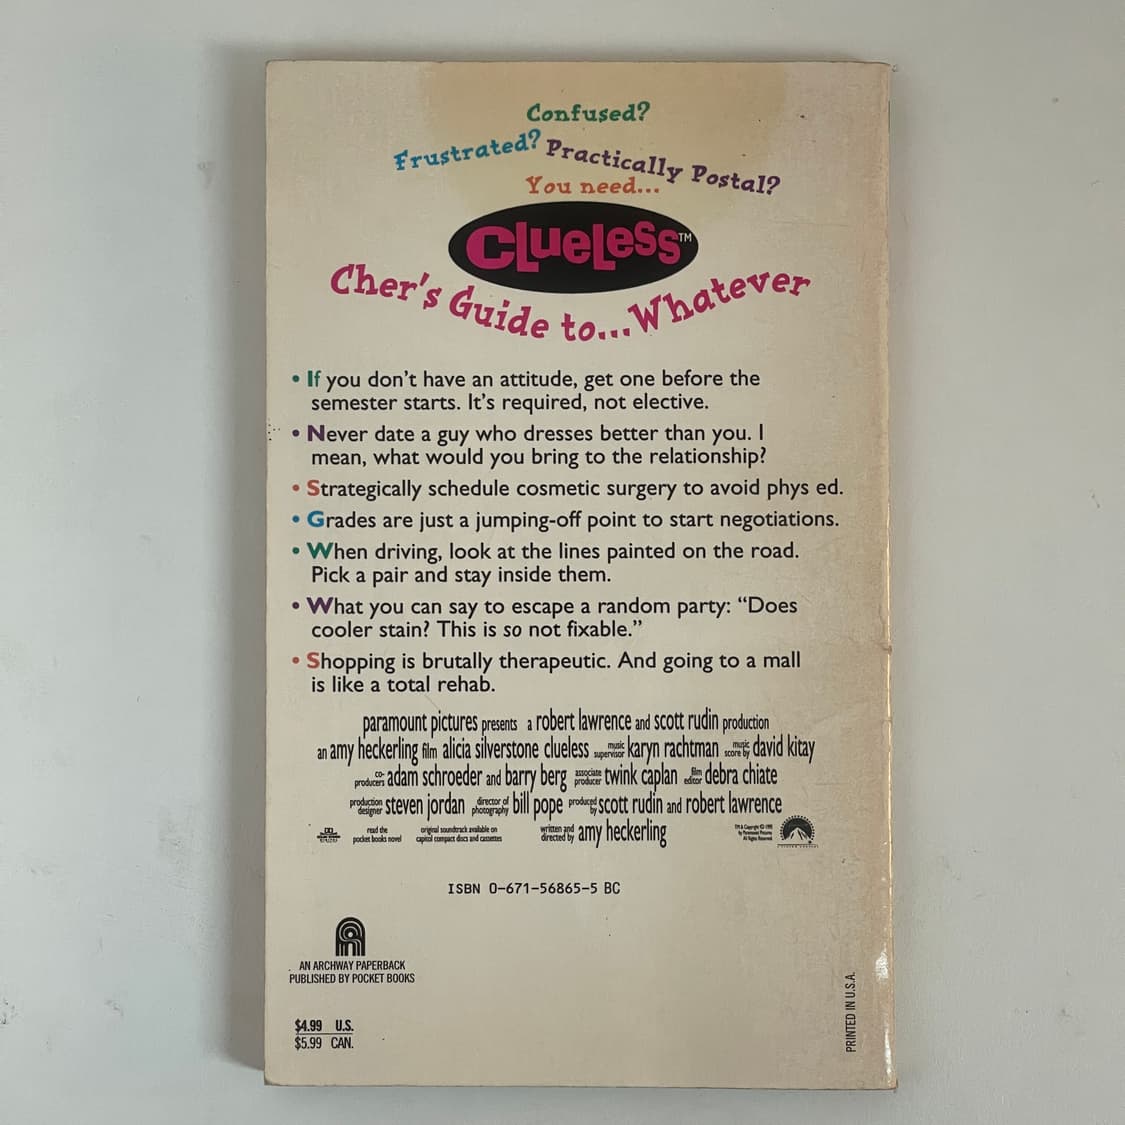 Confused?
Frustrated? Practically Postal?
You need...
CLUELESS™
Cher's Guide to...Whatever
• If you don't have an attitude, get one before the
semester starts. It's required, not elective.
• Never date a guy who dresses better than you. I
mean, what would you bring to the relationship?
• Strategically schedule cosmetic surgery to avoid phys ed.
• Grades are just a jumping-off point to start negotiations.
• When driving, look at the lines painted on the road.
Pick a pair and stay inside them.
• What you can say to escape a random party: “Does
cooler stain? This is so not fixable.”
• Shopping is brutally therapeutic. And going to a mall
is like a total rehab.
paramount pictures presents a robert lawrence and scott rudin production
an amy heckerling film alicia silverstone clueless music supervisor karyn rachtman music score by david kitay
co-producers adam schroeder and barry berg associate producer twink caplan film editor debra chiate
production designer steven jordan director of photography bill pope produced by scott rudin and robert lawrence
read the pocket books novel original soundtrack available on capitol compact discs and cassettes written and directed by amy heckerling
ISBN 0-671-56865-5 BC
AN ARCHWAY PAPERBACK
PUBLISHED BY POCKET BOOKS
$4.99 U.S.
$5.99 CAN.
PRINTED IN U.S.A.